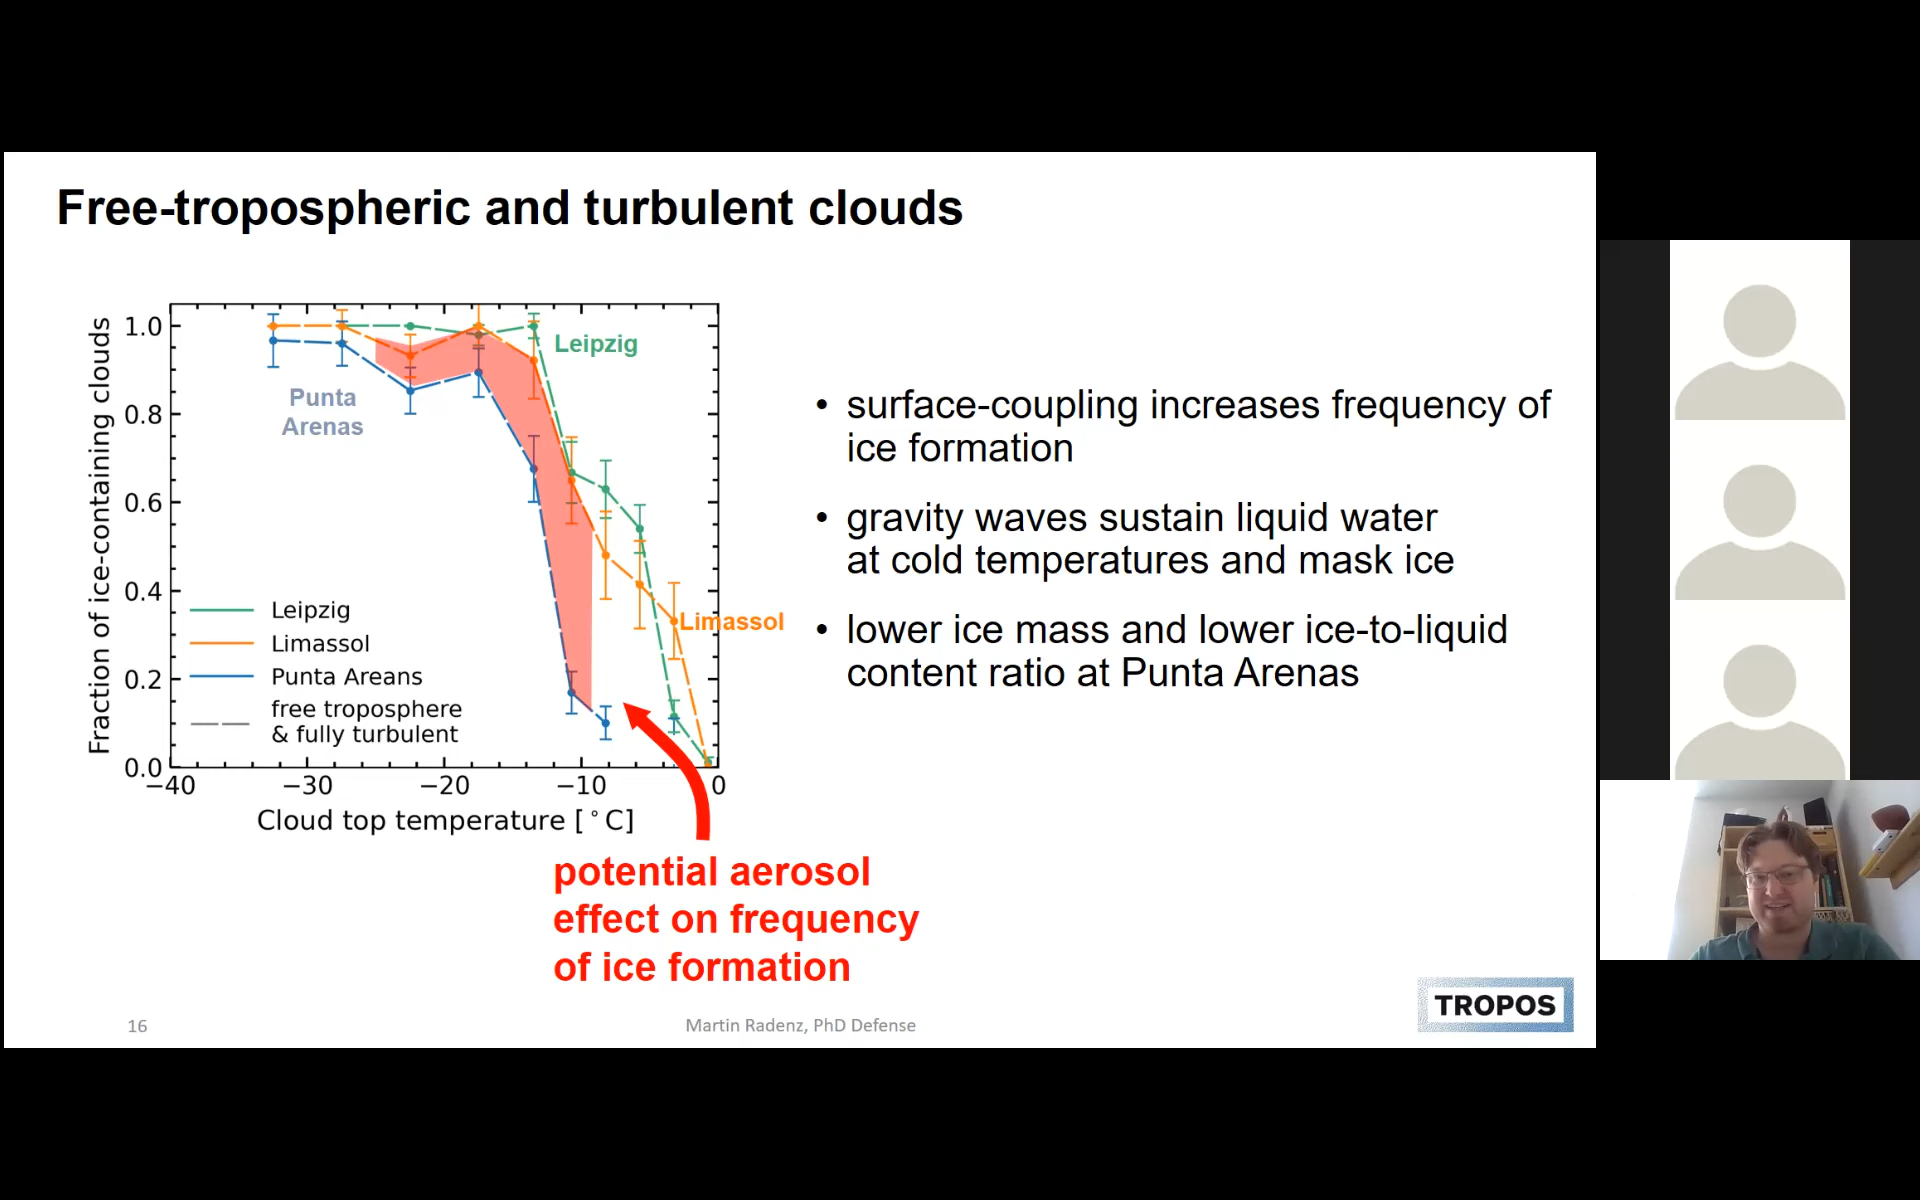 Free-tropospheric and turbulent clouds
Fraction of ice-containing clouds
1.0
0.8
0.6
0.4
0.2
0.0
−40
−30
−20
−10
0
Cloud top temperature [°C]
Leipzig
Punta
Arenas
Limassol
Leipzig
Limassol
Punta Areans
free troposphere
& fully turbulent
potential aerosol
effect on frequency
of ice formation
• surface-coupling increases frequency of
ice formation
• gravity waves sustain liquid water
at cold temperatures and mask ice
• lower ice mass and lower ice-to-liquid
content ratio at Punta Arenas
16
Martin Radenz, PhD Defense
TROPOS